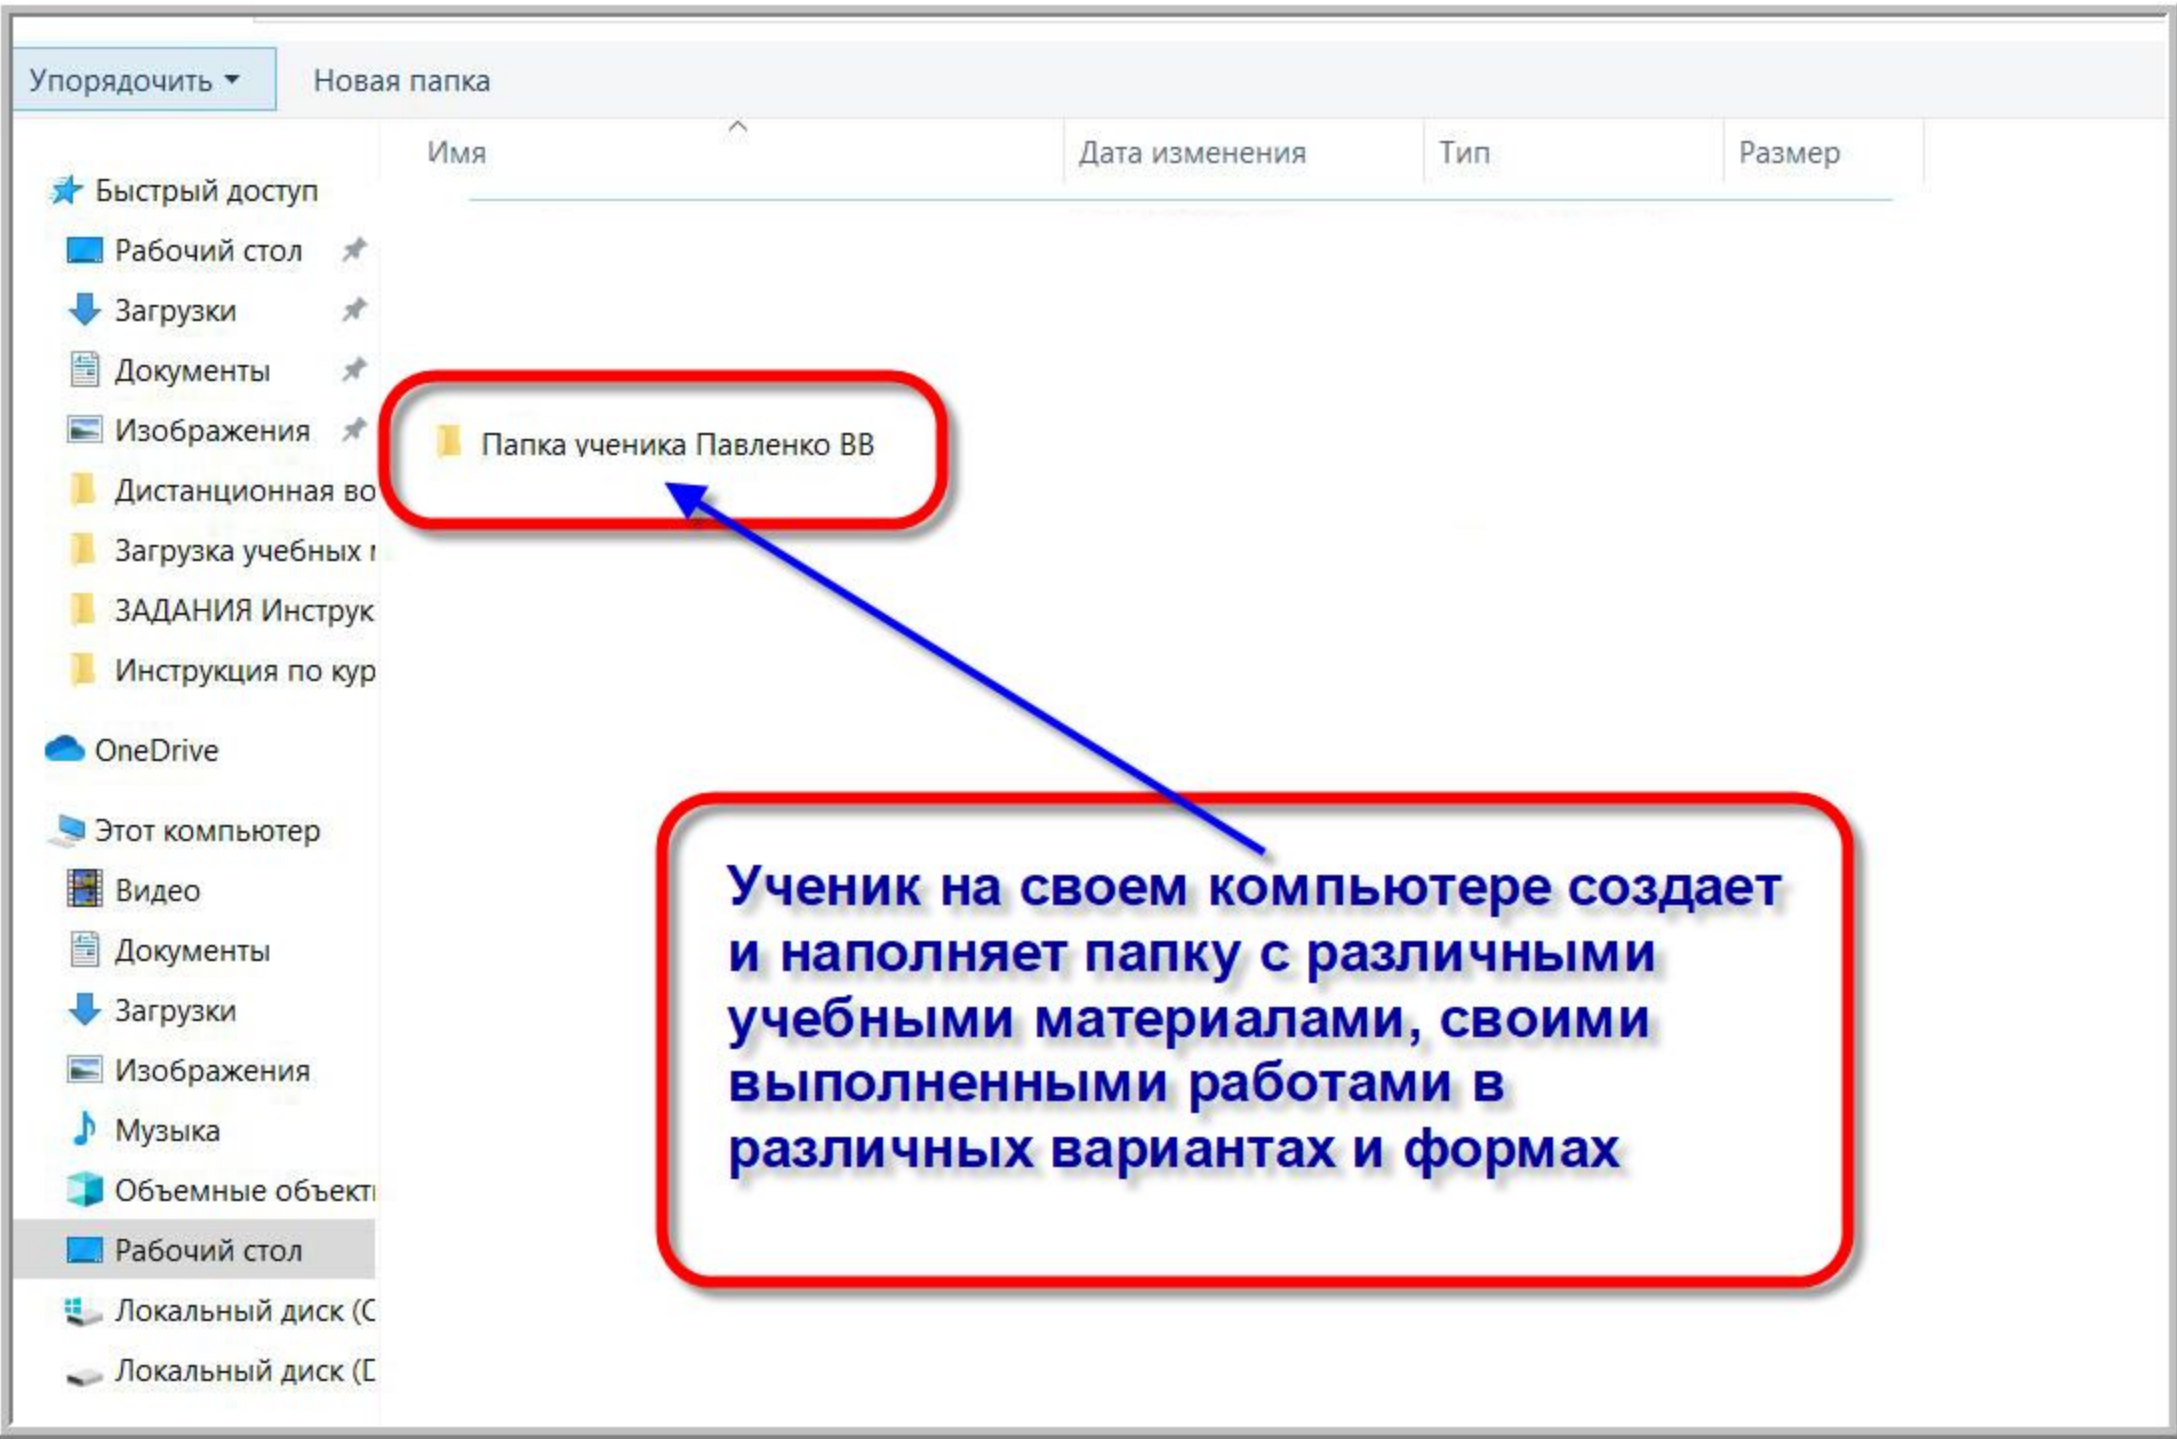 Упорядочить
Новая папка
Имя
Дата изменения
Тип
Размер
Быстрый доступ
Рабочий стол
Загрузки
Документы
Изображения
Дистанционная во
Загрузка учебных
ЗАДАНИЯ Инструк
Инструкция по кур
OneDrive
Этот компьютер
Видео
Документы
Загрузки
Изображения
Музыка
Объемные объект
Рабочий стол
Локальный диск (C
Локальный диск (D
Папка ученика Павленко ВВ
Ученик на своем компьютере создает
и наполняет папку с различными
учебными материалами, своими
выполненными работами в
различных вариантах и формах